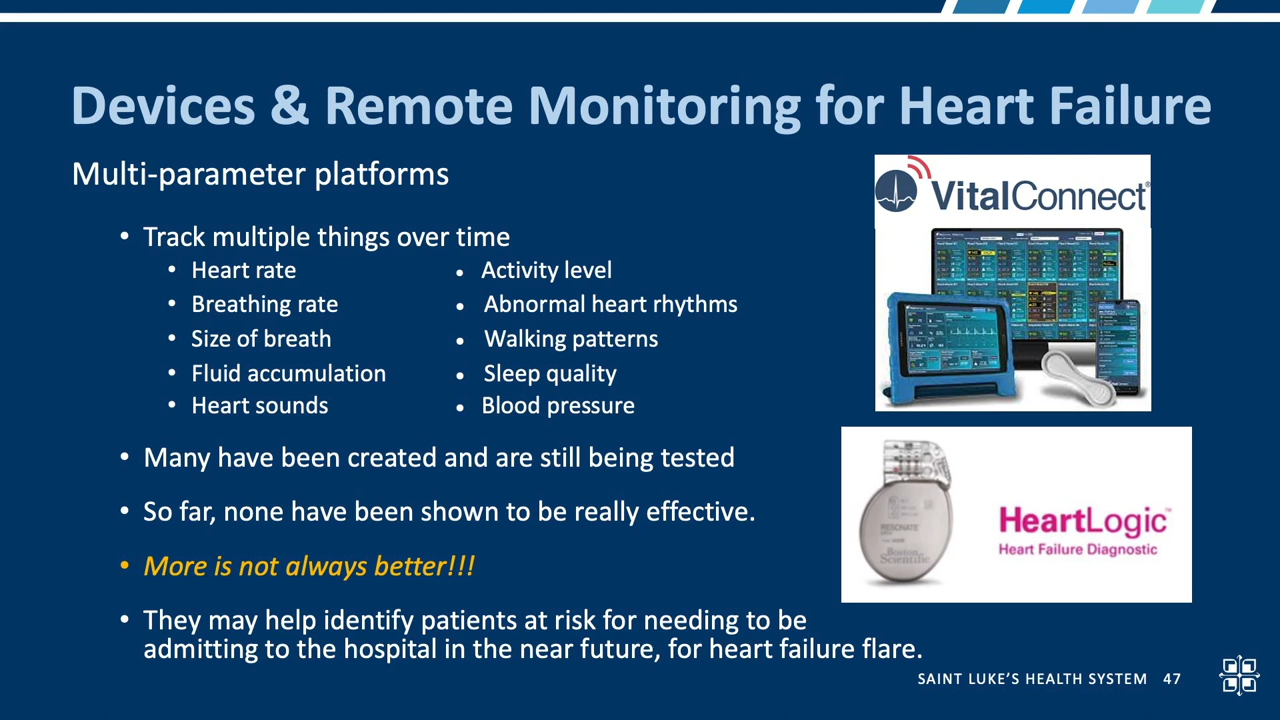 Devices & Remote Monitoring for Heart Failure
Multi-parameter platforms
• Track multiple things over time
• Heart rate
• Breathing rate
• Size of breath
• Fluid accumulation
• Heart sounds
• Activity level
• Abnormal heart rhythms
• Walking patterns
• Sleep quality
• Blood pressure
• Many have been created and are still being tested
• So far, none have been shown to be really effective.
• More is not always better!!!
• They may help identify patients at risk for needing to be
admitting to the hospital in the near future, for heart failure flare.
VitalConnect®
RESONATE
Boston
Scientific
HeartLogic™
Heart Failure Diagnostic
SAINT LUKE'S HEALTH SYSTEM 47